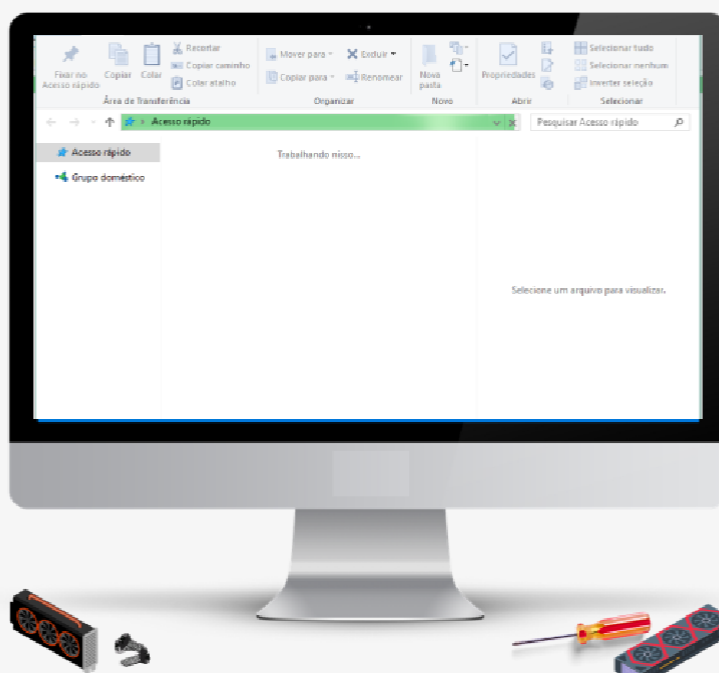 Fixar no
Acesso rápido
Copiar
Colar
Recortar
Copiar caminho
Colar atalho
Área de Transferência
Mover para
Copiar para
Excluir
Renomear
Organizar
Nova
pasta
Novo
Propriedades
Abrir
Selecionar tudo
Selecionar nenhum
Inverter seleção
Selecionar
Acesso rápido
Pesquisar Acesso rápido
Acesso rápido
Grupo doméstico
Trabalhando nisso...
Selecione um arquivo para visualizar.